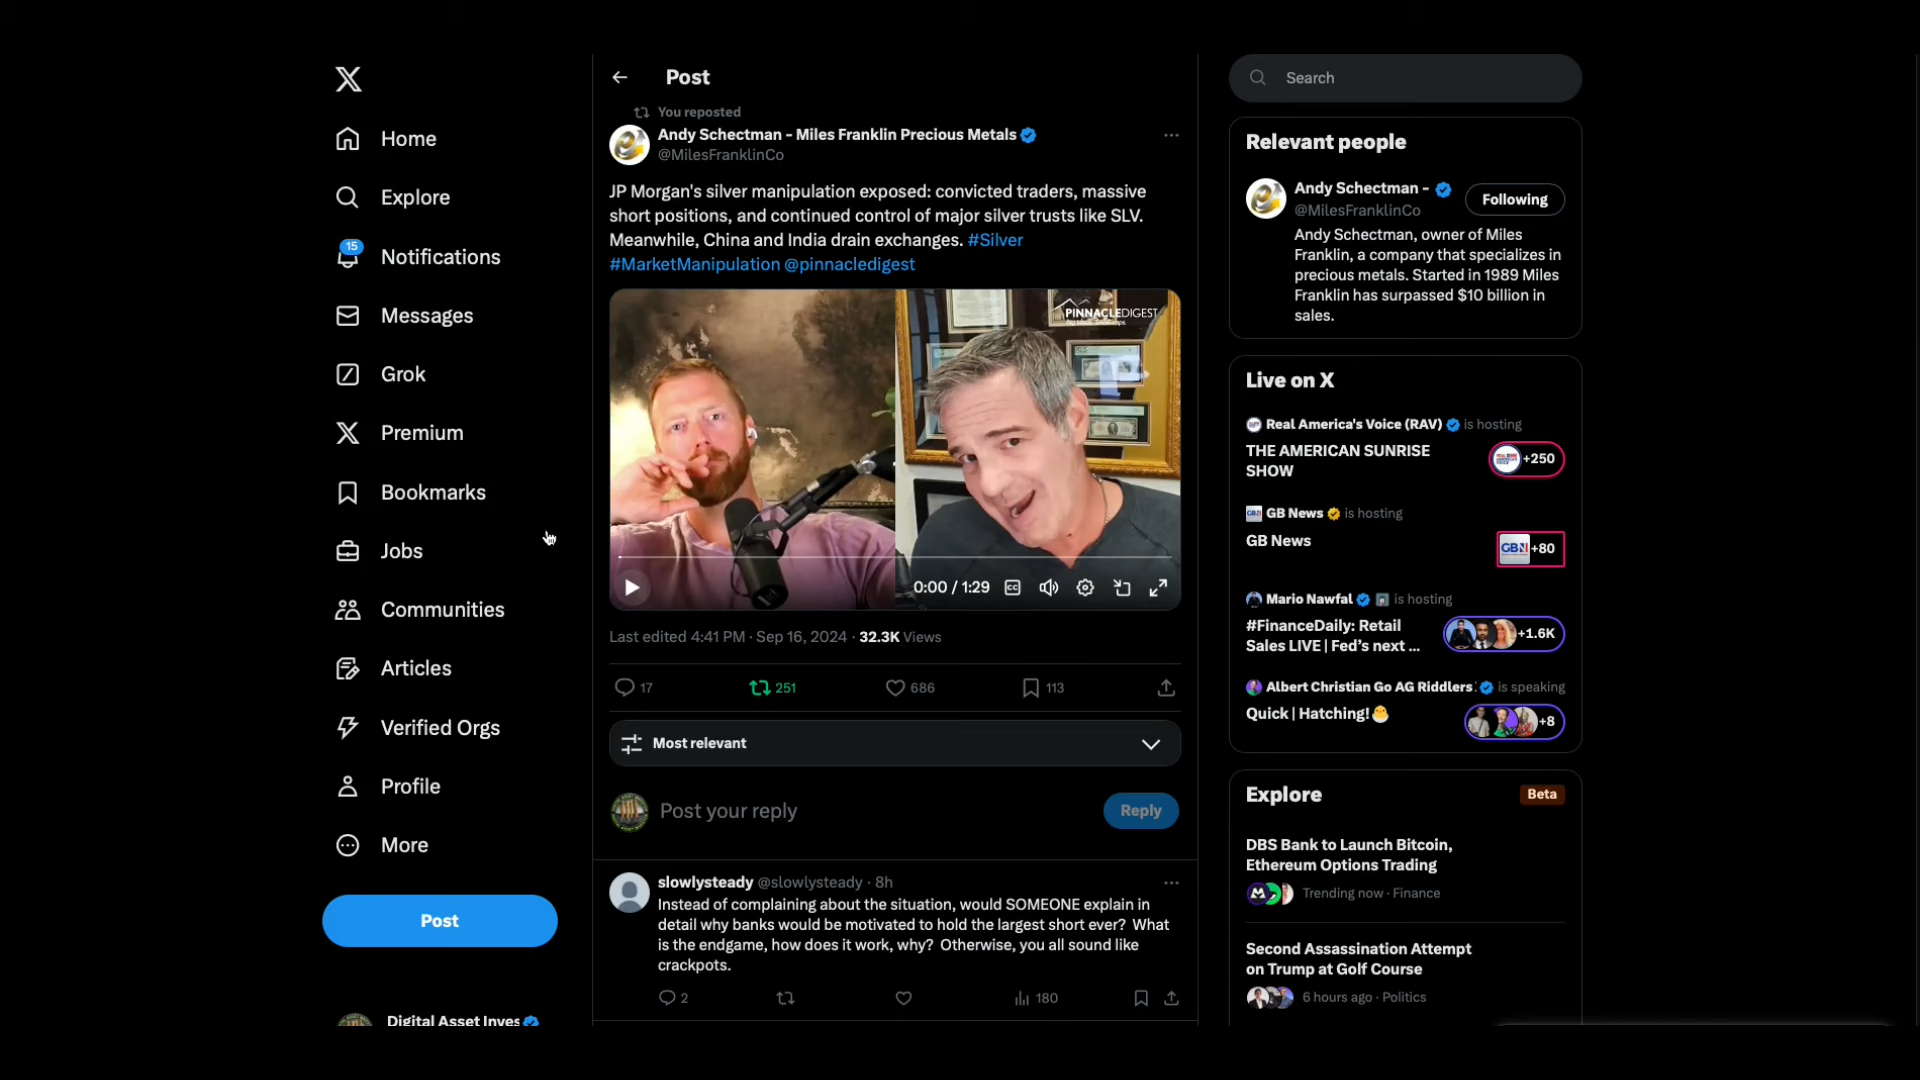 Home
Explore
15
Notifications
Messages
Grok
Premium
Bookmarks
Jobs
Communities
Articles
Verified Orgs
Profile
More
Post
Digital Asset Inves
Post
You reposted
Andy Schectman - Miles Franklin Precious Metals
@MilesFranklinCo
JP Morgan's silver manipulation exposed: convicted traders, massive
short positions, and continued control of major silver trusts like SLV.
Meanwhile, China and India drain exchanges. #Silver
#MarketManipulation @pinnacledigest
PINNACLEDIGEST
0:00 / 1:29
CC
Last edited 4:41 PM · Sep 16, 2024 · 32.3K Views
17
251
686
113
Most relevant
Post your reply
Reply
slowlysteady @slowlysteady · 8h
Instead of complaining about the situation, would SOMEONE explain in
detail why banks would be motivated to hold the largest short ever? What
is the endgame, how does it work, why? Otherwise, you all sound like
crackpots.
2
180
Search
Relevant people
Andy Schectman -
@MilesFranklinCo
Following
Andy Schectman, owner of Miles
Franklin, a company that specializes in
precious metals. Started in 1989 Miles
Franklin has surpassed $10 billion in
sales.
Live on X
Real America's Voice (RAV) is hosting
THE AMERICAN SUNRISE
SHOW
+250
GB News is hosting
GB News
GBN
+80
Mario Nawfal is hosting
#FinanceDaily: Retail
Sales LIVE | Fed's next ...
+1.6K
Albert Christian Go AG Riddlers is speaking
Quick | Hatching!🐣
+8
Explore
Beta
DBS Bank to Launch Bitcoin,
Ethereum Options Trading
Trending now · Finance
Second Assassination Attempt
on Trump at Golf Course
6 hours ago · Politics